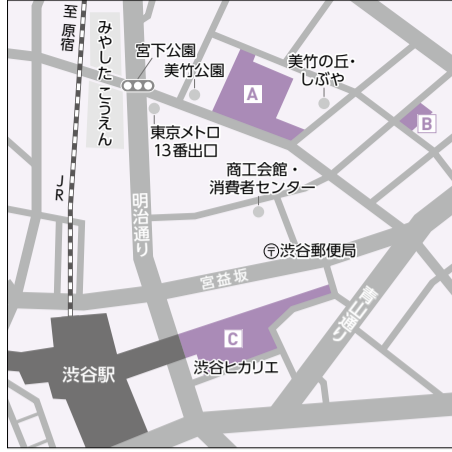 至 原宿
みやした こうえん
宮下公園
美竹公園
美竹の丘・
しぶや
A
B
東京メトロ
13番出口
商工会館・
消費者センター
JR
明治通り
〒渋谷郵便局
宮益坂
青山通り
C
渋谷ヒカリエ
渋谷駅